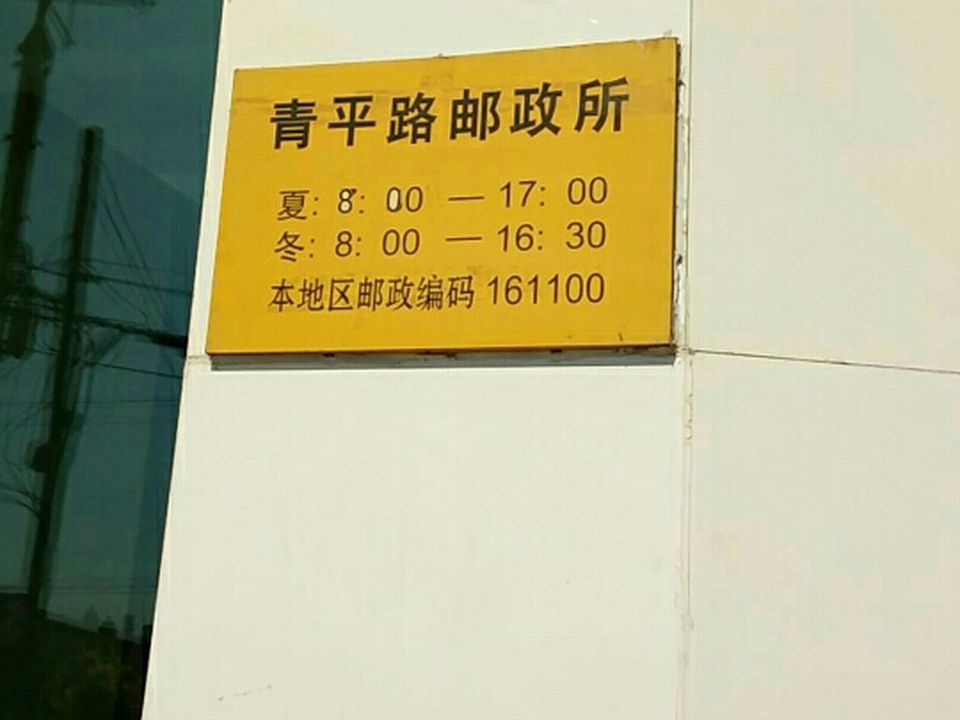 青平路邮政所
夏: 8: 00 — 17: 00
冬: 8: 00 — 16: 30
本地区邮政编码 161100